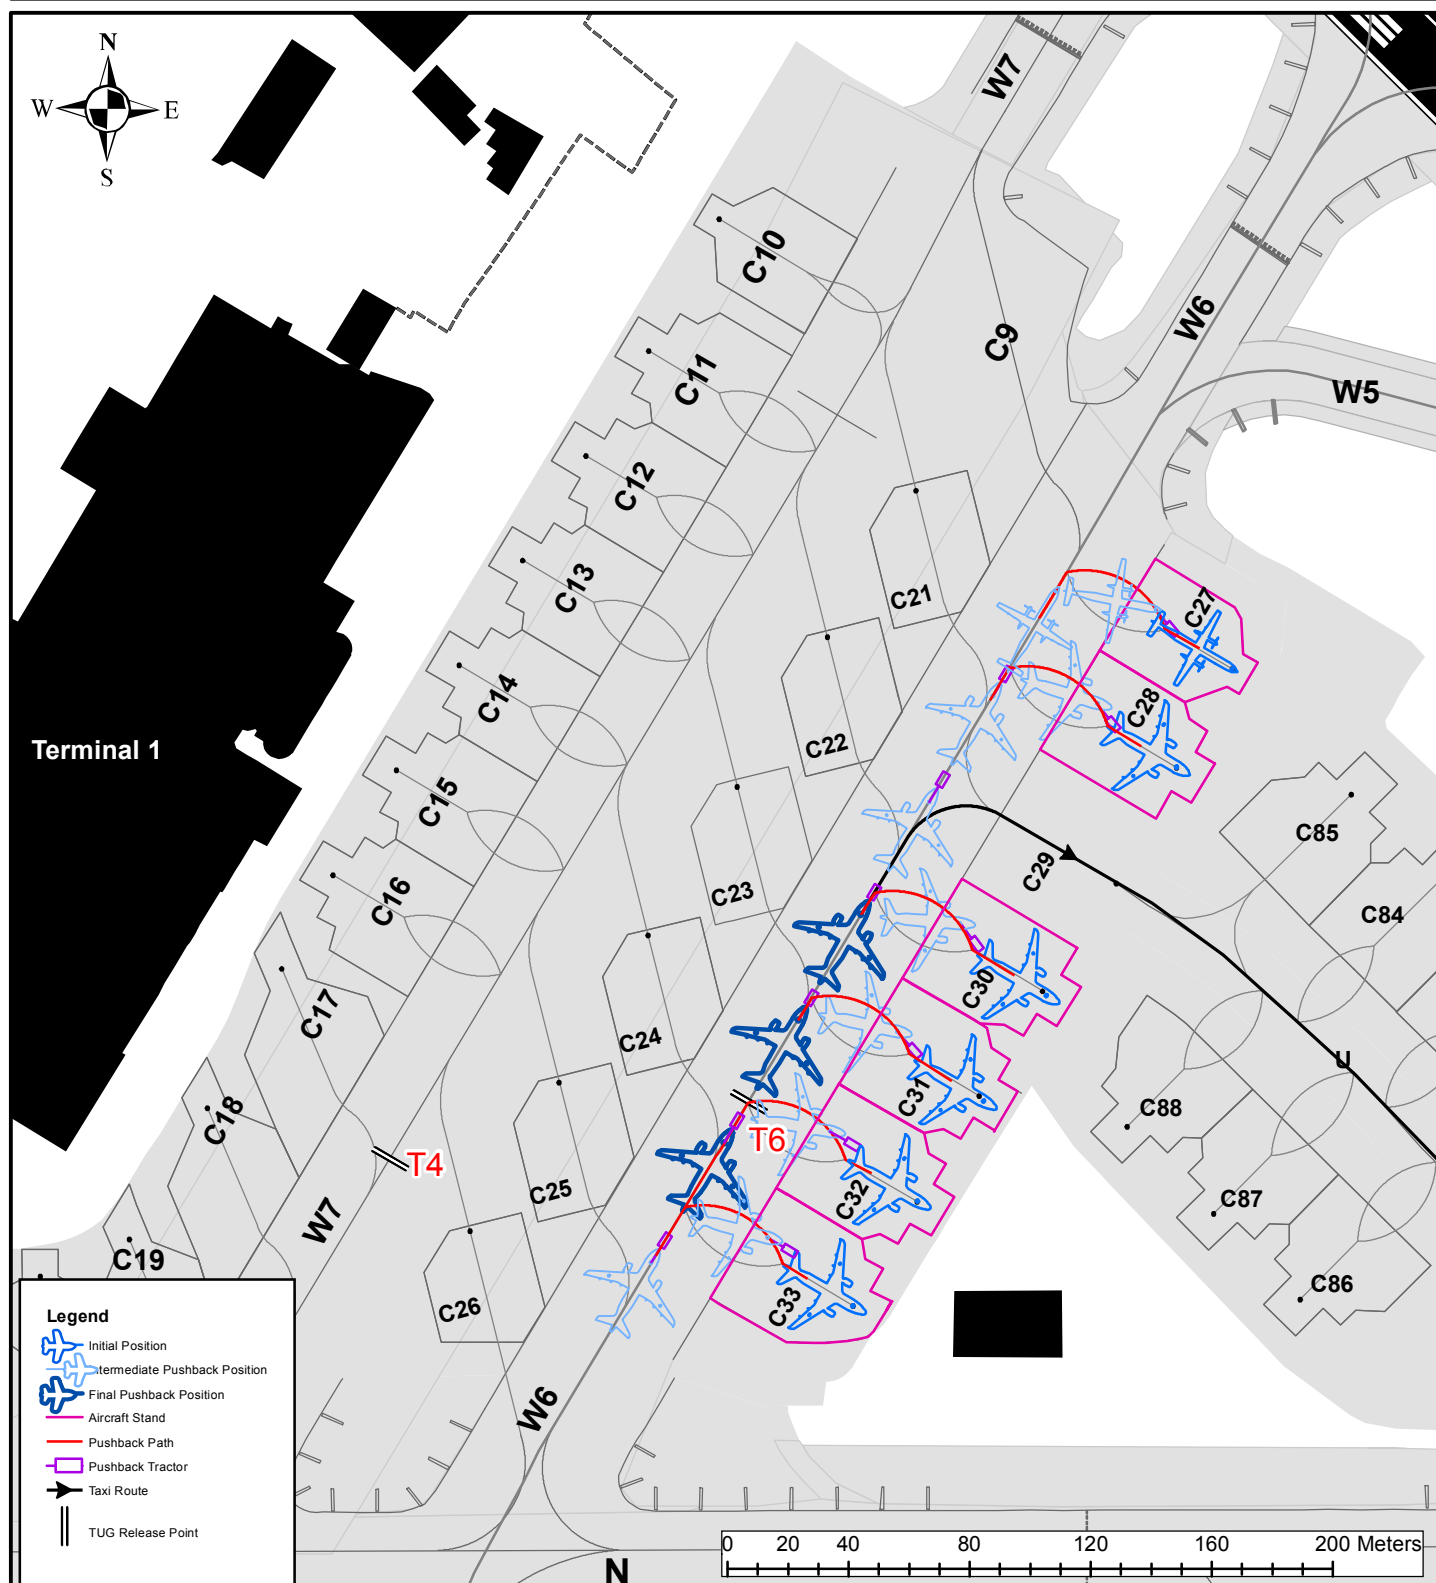 N
W E
S
W7
W6
W5
C10
C9
C11
C12
C13
C21
C27
C14
C28
C22
Terminal 1
C15
C85
C29
C23
C16
C84
C30
C17
C24
C31
U
C18
C88
T6
T4
C32
C25
C87
W7
C19
C33
C86
C26
W6
Legend
Initial Position
ntermediate Pushback Position
Final Pushback Position
Aircraft Stand
Pushback Path
Pushback Tractor
Taxi Route
TUG Release Point
0 20 40 80 120 160 200 Meters
N